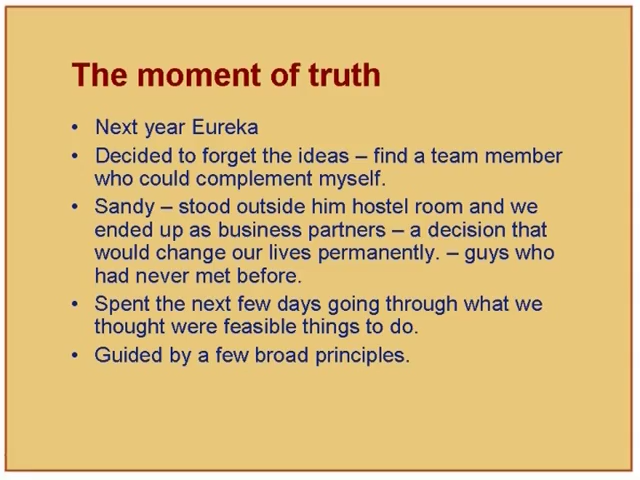 The moment of truth
• Next year Eureka
• Decided to forget the ideas – find a team member
who could complement myself.
• Sandy – stood outside him hostel room and we
ended up as business partners – a decision that
would change our lives permanently. – guys who
had never met before.
• Spent the next few days going through what we
thought were feasible things to do.
• Guided by a few broad principles.